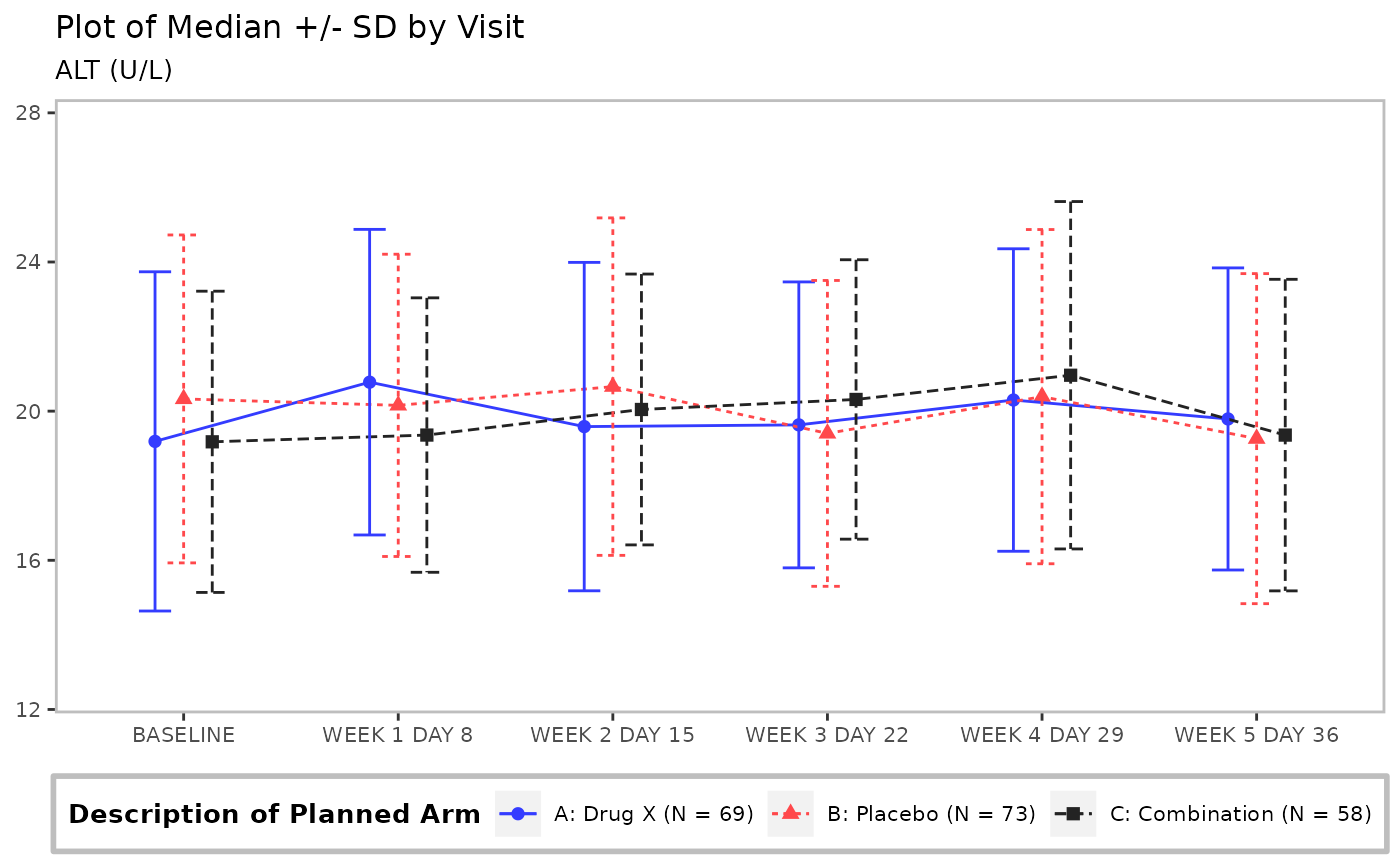 Plot of Median +/- SD by Visit
ALT (U/L)
28
24
20
16
12
BASELINE WEEK 1 DAY 8 WEEK 2 DAY 15 WEEK 3 DAY 22 WEEK 4 DAY 29 WEEK 5 DAY 36
Description of Planned Arm A: Drug X (N = 69) B: Placebo (N = 73) C: Combination (N = 58)